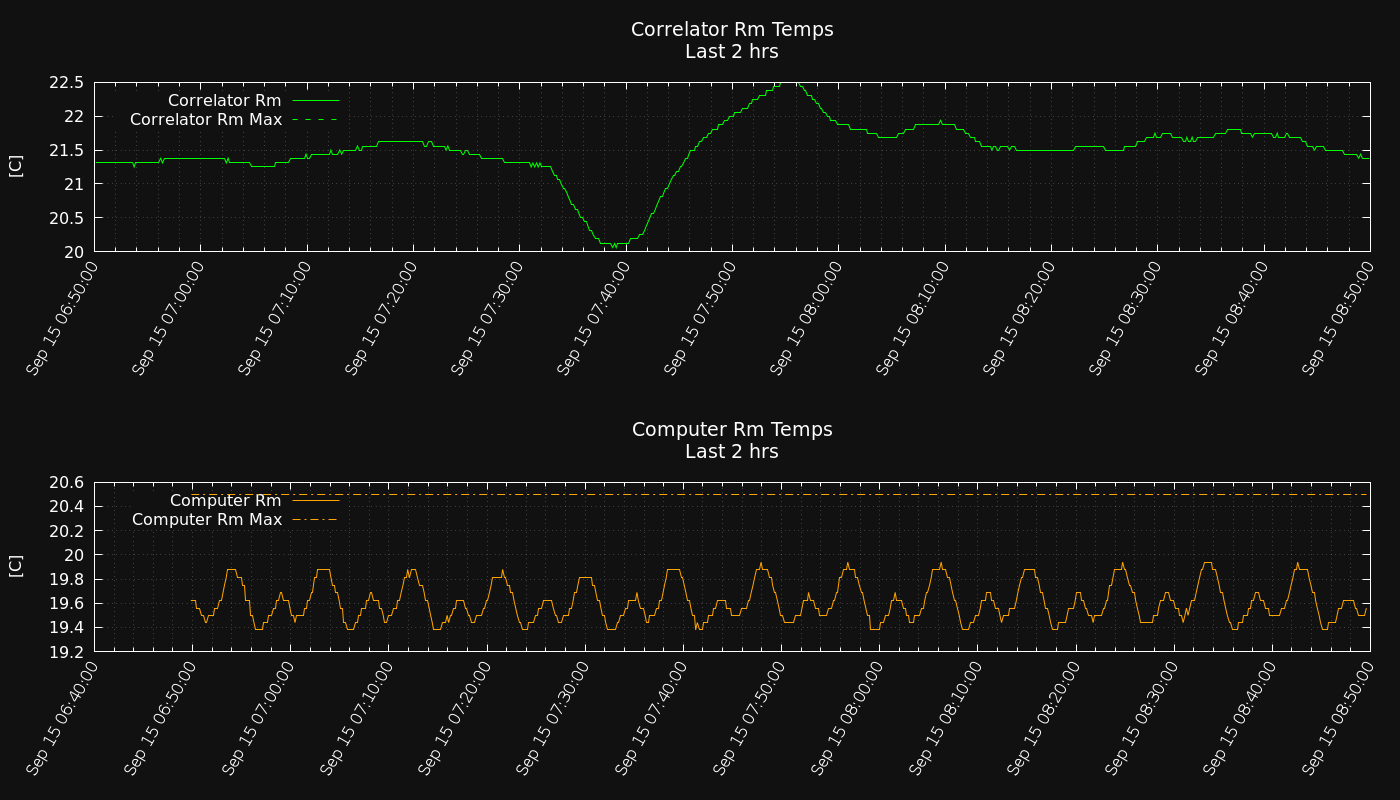 Correlator Rm Temps
Last 2 hrs
Correlator Rm
Correlator Rm Max
[C]
22.5
22
21.5
21
20.5
20
Sep 15 06:50:00
Sep 15 07:00:00
Sep 15 07:10:00
Sep 15 07:20:00
Sep 15 07:30:00
Sep 15 07:40:00
Sep 15 07:50:00
Sep 15 08:00:00
Sep 15 08:10:00
Sep 15 08:20:00
Sep 15 08:30:00
Sep 15 08:40:00
Sep 15 08:50:00
Computer Rm Temps
Last 2 hrs
Computer Rm
Computer Rm Max
[C]
20.6
20.4
20.2
20
19.8
19.6
19.4
19.2
Sep 15 06:40:00
Sep 15 06:50:00
Sep 15 07:00:00
Sep 15 07:10:00
Sep 15 07:20:00
Sep 15 07:30:00
Sep 15 07:40:00
Sep 15 07:50:00
Sep 15 08:00:00
Sep 15 08:10:00
Sep 15 08:20:00
Sep 15 08:30:00
Sep 15 08:40:00
Sep 15 08:50:00